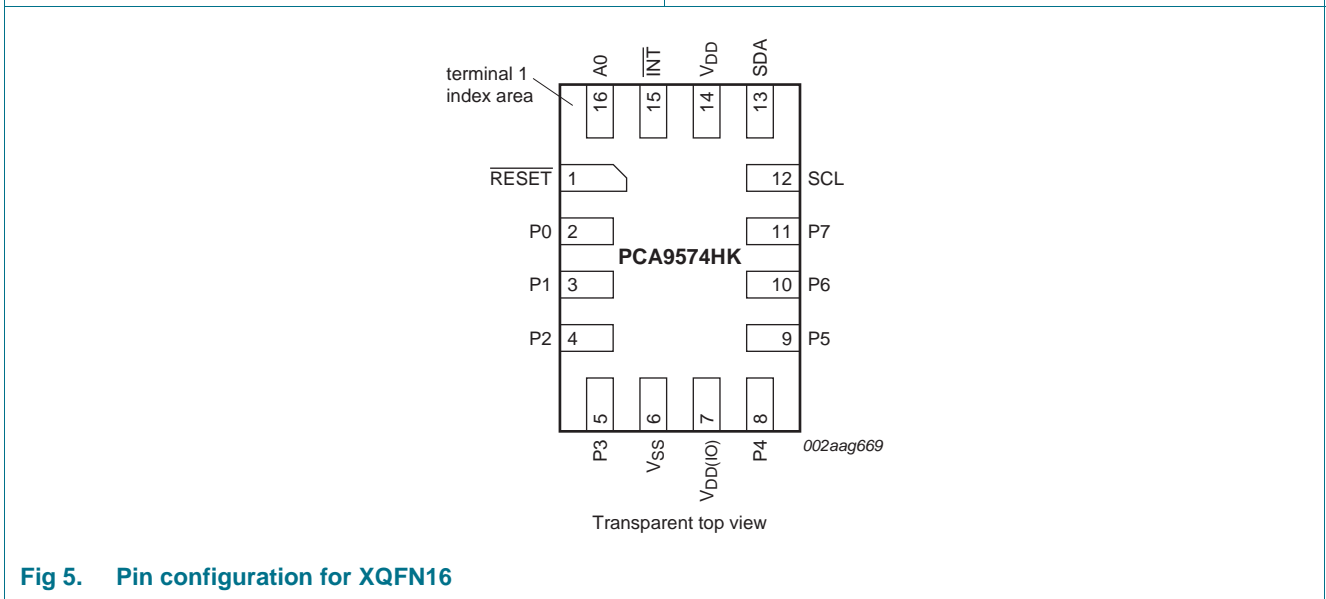 terminal 1
index area
A0
INT
VDD
SDA
16
15
14
13
RESET
1
12
SCL
P0
2
11
P7
PCA9574HK
P1
3
10
P6
P2
4
9
P5
5
6
7
8
P3
VSS
VDD(IO)
P4
002aag669
Transparent top view
Fig 5. Pin configuration for XQFN16